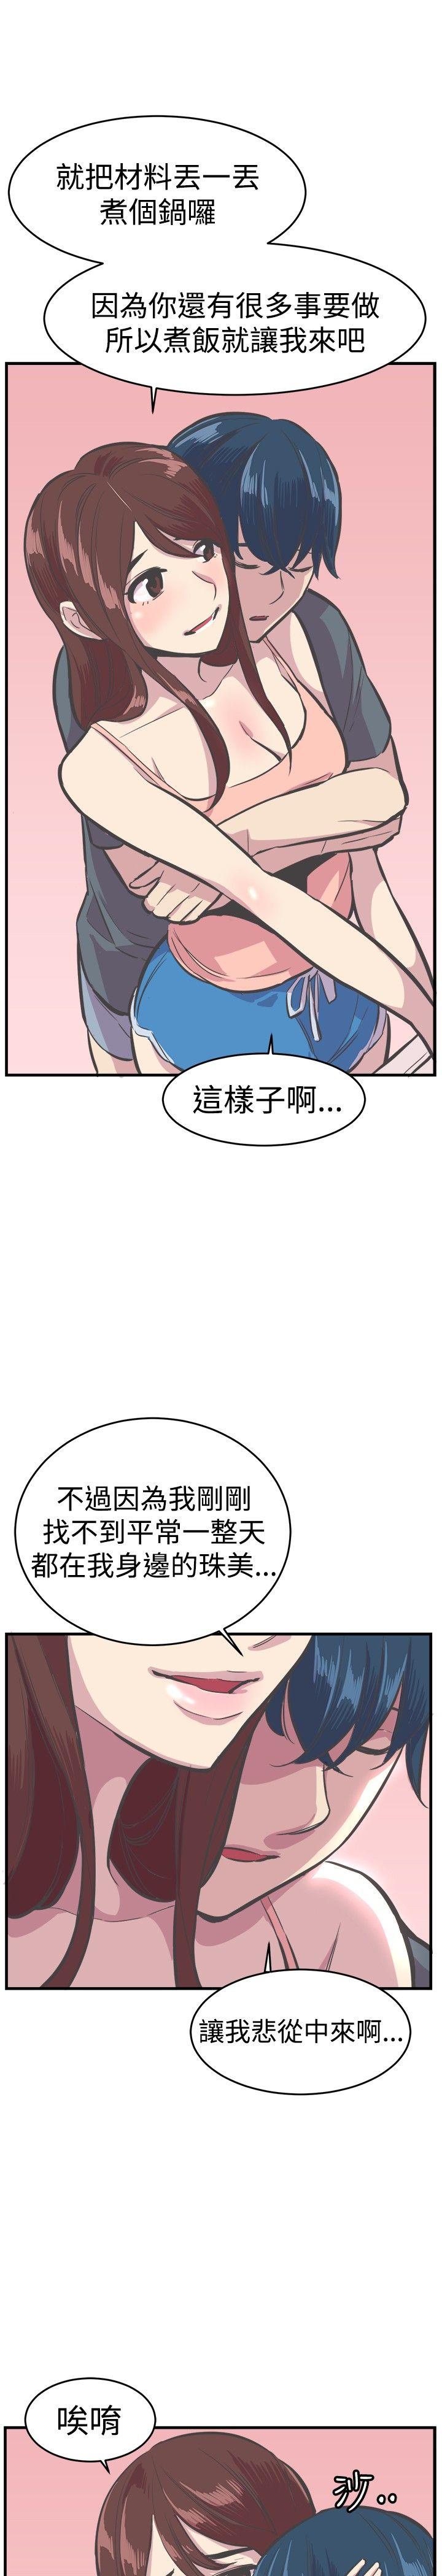 就把材料丟一丟
煮個鍋囉
因為你還有很多事要做
所以煮飯就讓我來吧
這樣子啊...
不過因為我剛剛
找不到平常一整天
都在我身邊的珠美...
讓我悲從中來啊...
唉唷
沙..